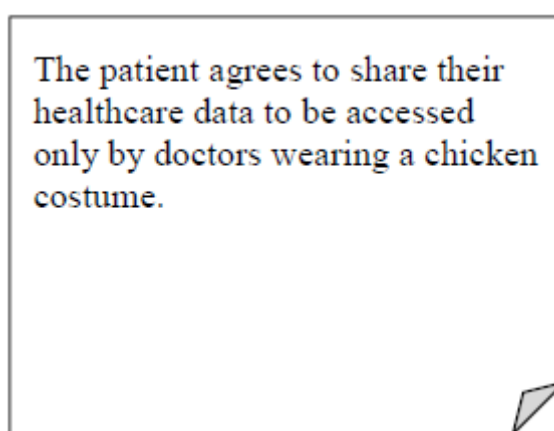 The patient agrees to share their
healthcare data to be accessed
only by doctors wearing a chicken
costume.